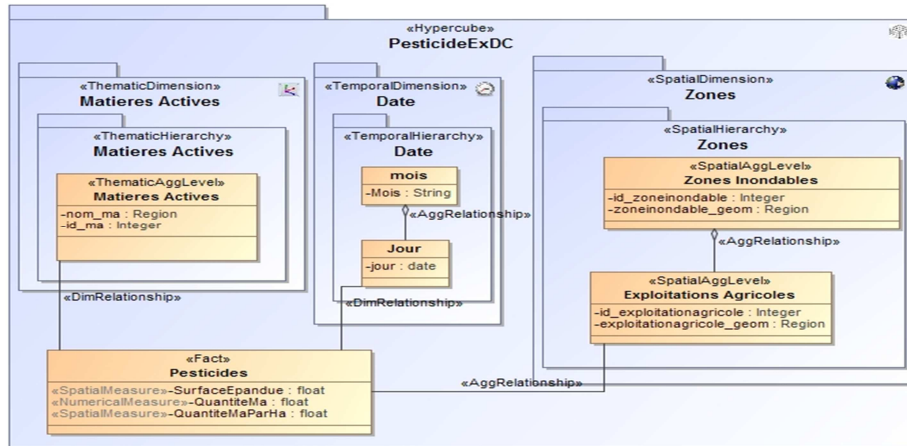 «Hypercube»
PesticideExDC
«ThematicDimension»
Matieres Actives
«ThematicHierarchy»
Matieres Actives
«ThematicAggLevel»
Matieres Actives
-nom_ma : Region
-id_ma : Integer
«DimRelationship»
«TemporalDimension»
Date
«TemporalHierarchy»
Date
mois
-Mois : String
«AggRelationship»
Jour
-jour : date
«DimRelationship»
«SpatialDimension»
Zones
«SpatialHierarchy»
Zones
«SpatialAggLevel»
Zones Inondables
-id_zoneinondable : Integer
-zoneinondable_geom : Region
«AggRelationship»
«SpatialAggLevel»
Exploitations Agricoles
-id_exploitationagricole : Integer
-exploitationagricole_geom : Region
«AggRelationship»
«Fact»
Pesticides
«SpatialMeasure»-SurfaceEpandue : float
«NumericalMeasure»-QuantiteMa : float
«SpatialMeasure»-QuantiteMaParHa : float